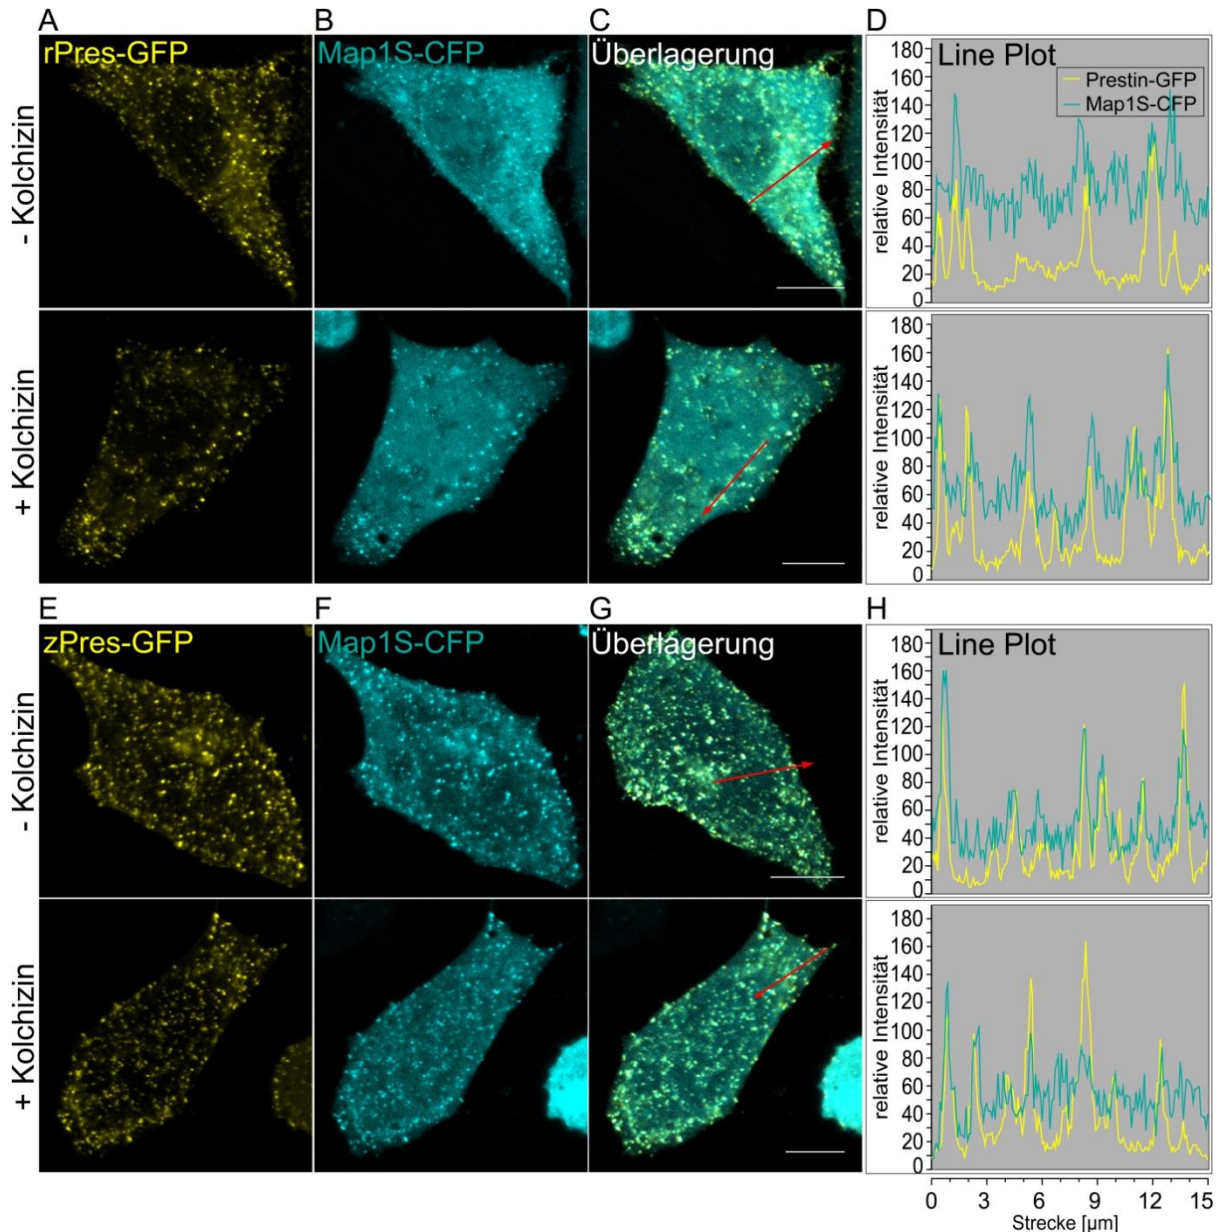 A
B
C
D
rPres-GFP
Map1S-CFP
Überlagerung
Line Plot
Prestin-GFP
Map1S-CFP
- Kolchizin
relative Intensität
180
160
140
120
100
80
60
40
20
0
+ Kolchizin
relative Intensität
180
160
140
120
100
80
60
40
20
0
E
F
G
H
zPres-GFP
Map1S-CFP
Überlagerung
Line Plot
- Kolchizin
relative Intensität
180
160
140
120
100
80
60
40
20
0
+ Kolchizin
relative Intensität
180
160
140
120
100
80
60
40
20
0
0 3 6 9 12 15
Strecke [µm]